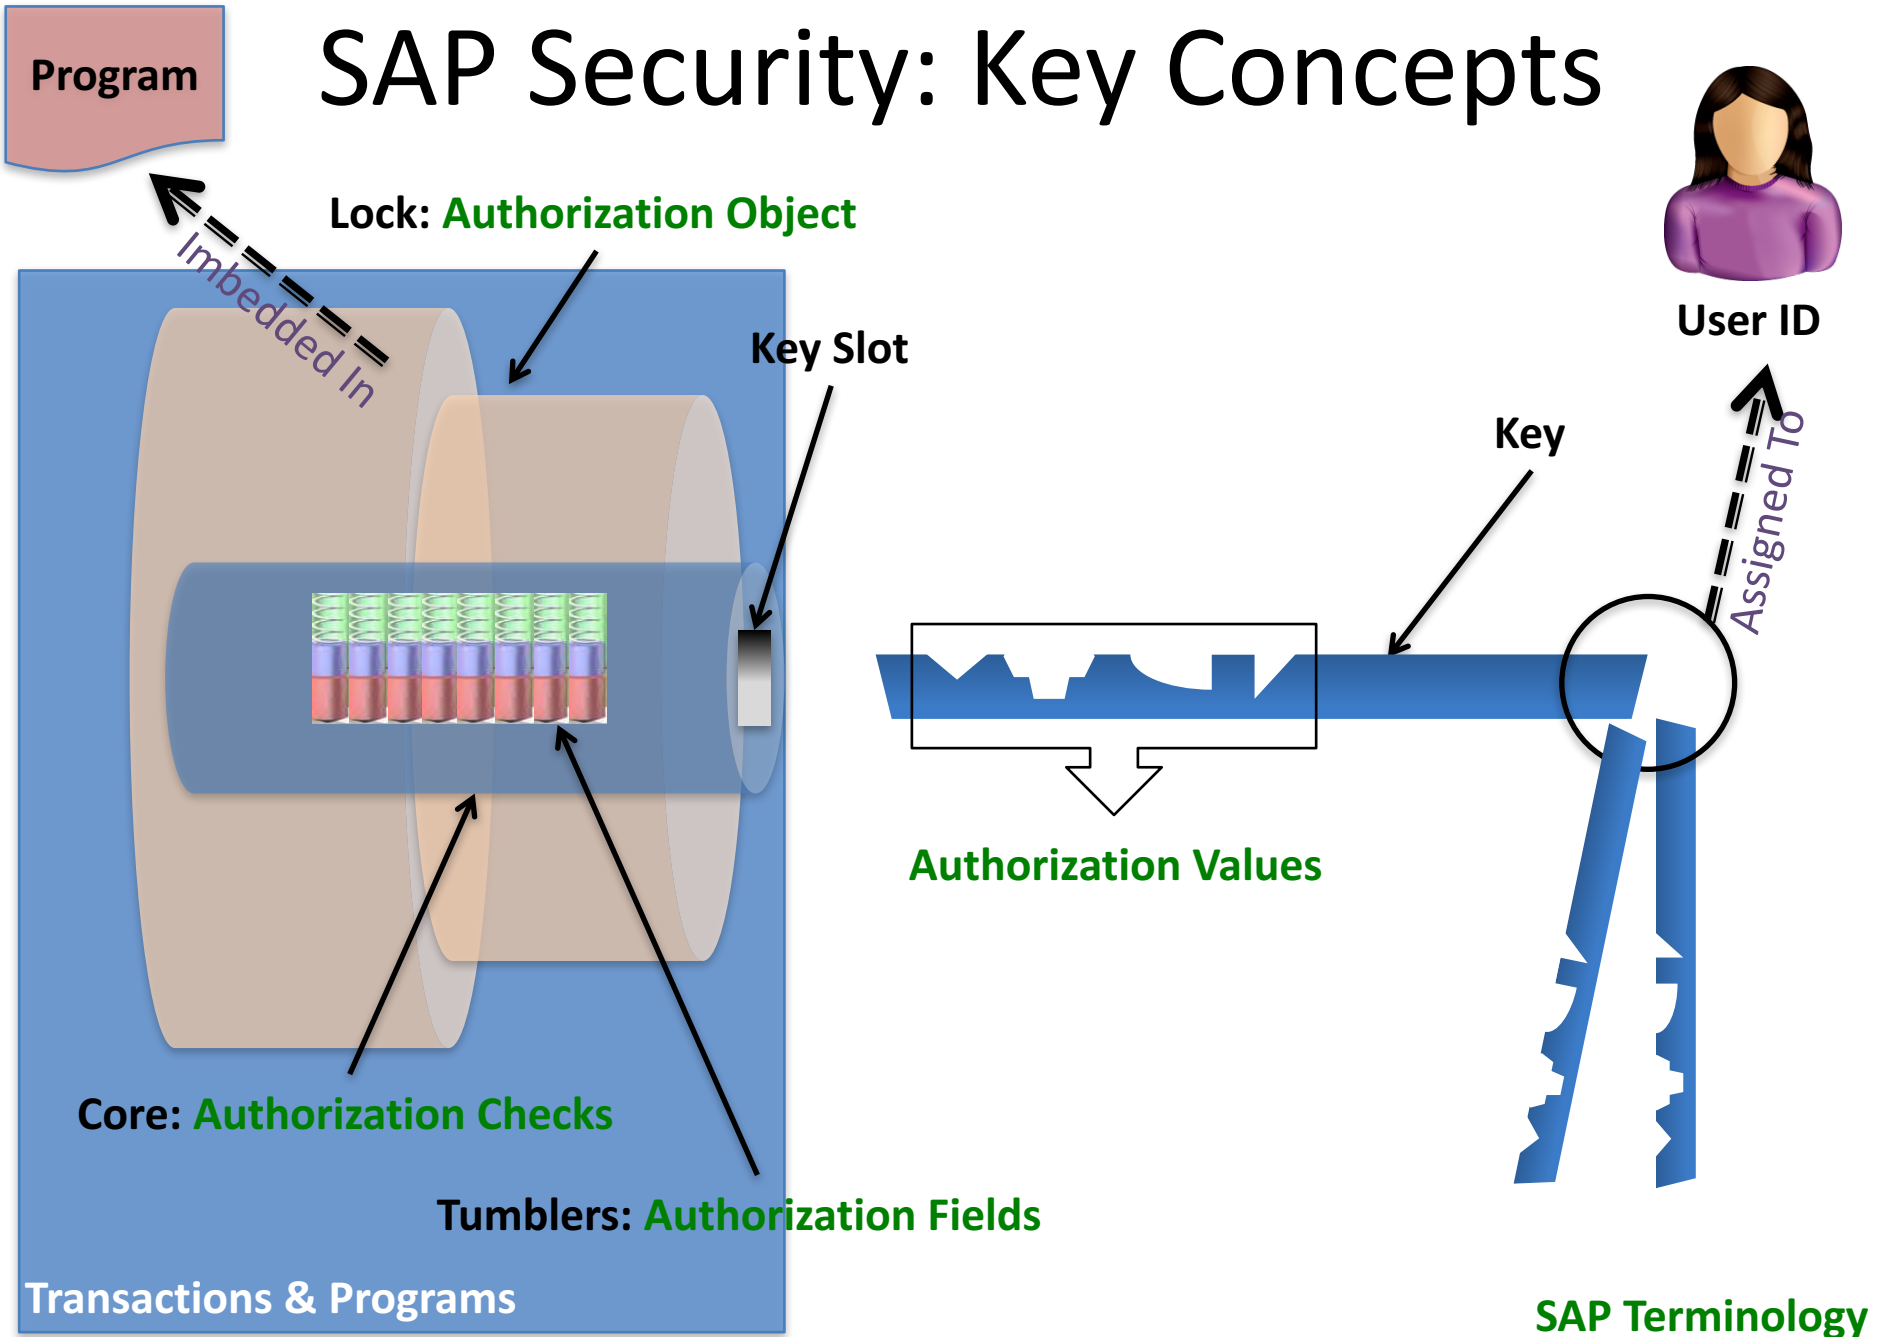 Program
SAP Security: Key Concepts
Lock: Authorization Object
Imbedded In
User ID
Key Slot
Key
Assigned To
Authorization Values
Core: Authorization Checks
Tumblers: Authorization Fields
Transactions & Programs
SAP Terminology